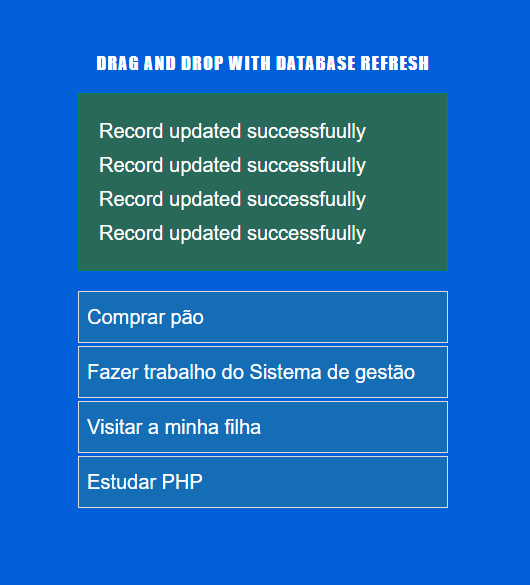 DRAG AND DROP WITH DATABASE REFRESH
Record updated successfuully
Record updated successfuully
Record updated successfuully
Record updated successfuully
Comprar pão
Fazer trabalho do Sistema de gestão
Visitar a minha filha
Estudar PHP